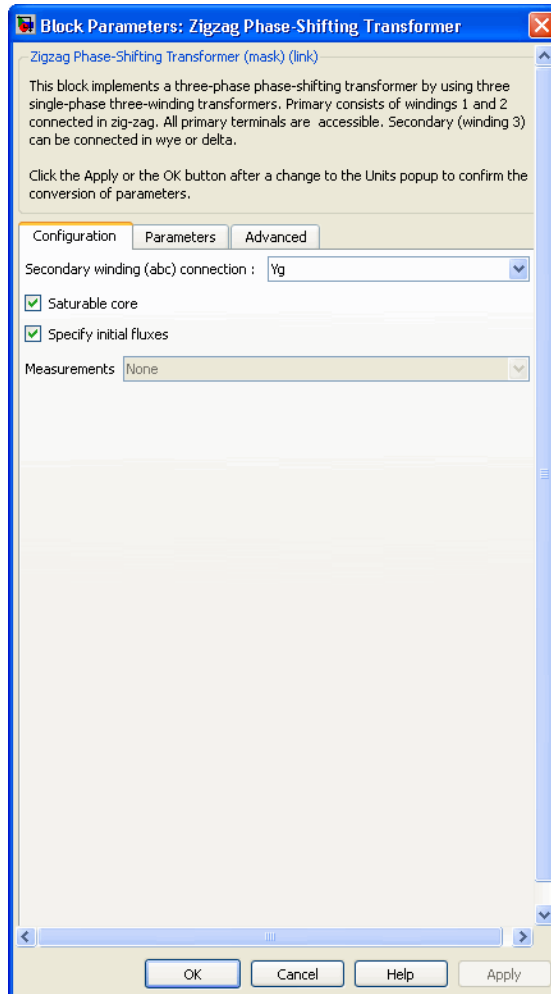 Block Parameters: Zigzag Phase-Shifting Transformer
Zigzag Phase-Shifting Transformer (mask) (link)
This block implements a three-phase phase-shifting transformer by using three
single-phase three-winding transformers. Primary consists of windings 1 and 2
connected in zig-zag. All primary terminals are accessible. Secondary (winding 3)
can be connected in wye or delta.
Click the Apply or the OK button after a change to the Units popup to confirm the
conversion of parameters.
Configuration Parameters Advanced
Secondary winding (abc) connection : Yg
Saturable core
Specify initial fluxes
Measurements None
OK Cancel Help Apply